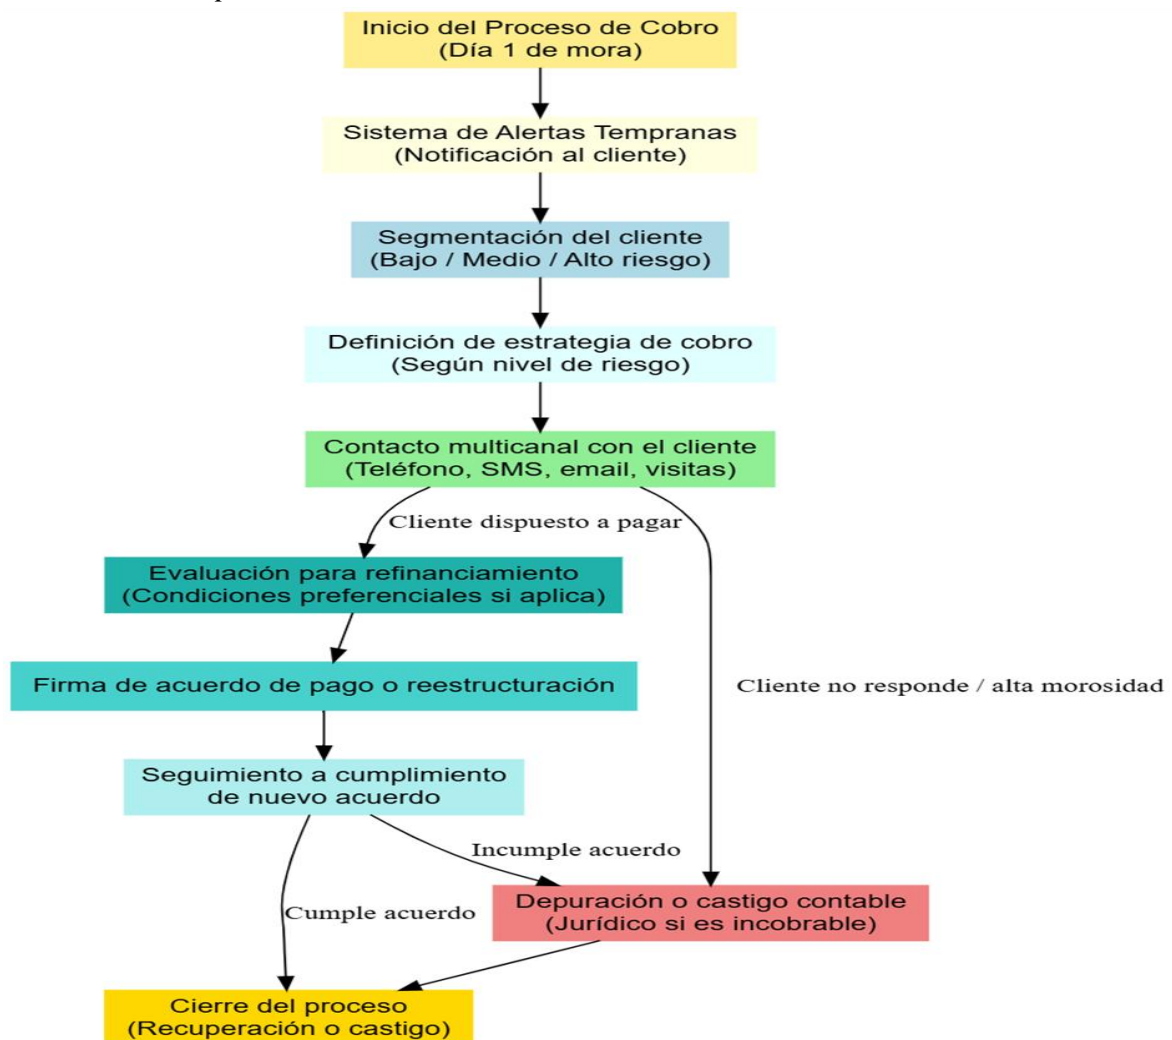 Inicio del Proceso de Cobro
(Día 1 de mora)
Sistema de Alertas Tempranas
(Notificación al cliente)
Segmentación del cliente
(Bajo / Medio / Alto riesgo)
Definición de estrategia de cobro
(Según nivel de riesgo)
Contacto multicanal con el cliente
(Teléfono, SMS, email, visitas)
Cliente dispuesto a pagar
Evaluación para refinanciamiento
(Condiciones preferenciales si aplica)
Firma de acuerdo de pago o reestructuración
Cliente no responde / alta morosidad
Seguimiento a cumplimiento
de nuevo acuerdo
Incumple acuerdo
Depuración o castigo contable
(Jurídico si es incobrable)
Cumple acuerdo
Cierre del proceso
(Recuperación o castigo)